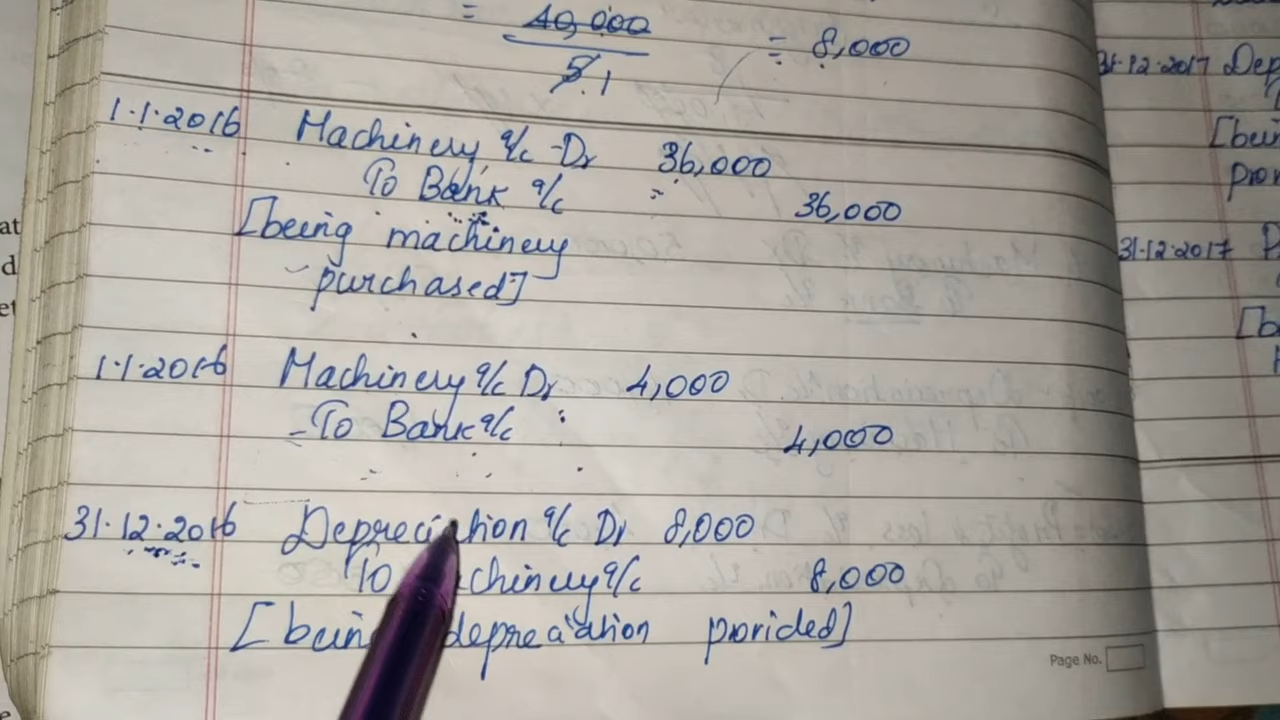 = 40,000 / 5.1 = 8,000
1.1.2016 Machinery a/c Dr 36,000
To Bank a/c 36,000
[being machinery
purchased]
1.1.2016 Machinery a/c Dr 4,000
To Bank a/c 4,000
31.12.2016 Depreciation a/c Dr 8,000
To Machinery a/c 8,000
[being depreciation provided]
Page No.
31.12.2017
31.12.2017